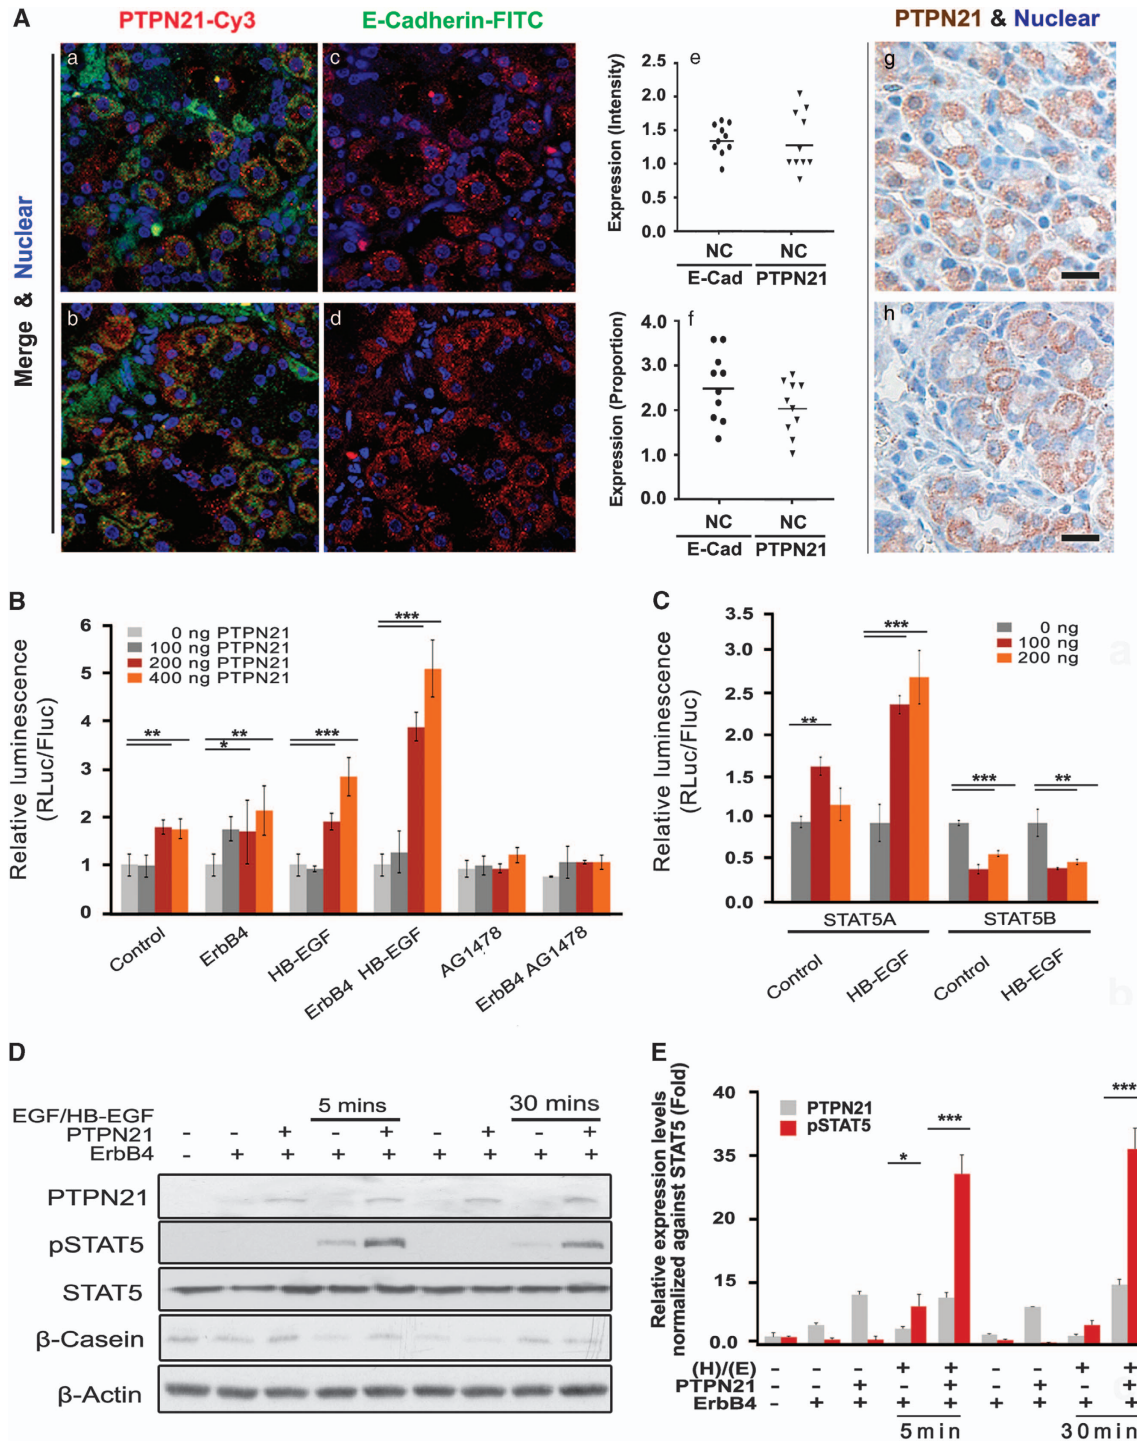 A
PTPN21-Cy3
E-Cadherin-FITC
PTPN21 & Nuclear
Merge & Nuclear
a
c
b
d
e
Expression (Intensity)
2.5
2.0
1.5
1.0
0.5
0.0
NC NC
E-Cad PTPN21
f
Expression (Proportion)
4.0
3.0
2.0
1.0
0.0
NC NC
E-Cad PTPN21
g
h
B
Relative luminescence
(RLuc/Fluc)
6
5
4
3
2
1
0
0 ng PTPN21
100 ng PTPN21
200 ng PTPN21
400 ng PTPN21
**
**
*
***
***
Control
ErbB4
HB-EGF
ErbB4 HB-EGF
AG1478
ErbB4 AG1478
C
Relative luminescence
(RLuc/Fluc)
3.5
3.0
2.5
2.0
1.5
1.0
0.5
0.0
0 ng
100 ng
200 ng
**
***
***
**
STAT5A STAT5B
Control
HB-EGF
Control
HB-EGF
a
b
D
5 mins
30 mins
EGF/HB-EGF
PTPN21 - - + - + - + - +
ErbB4 - + + + + + + + +
PTPN21
pSTAT5
STAT5
β-Casein
β-Actin
E
Relative expression levels
normalized against STAT5 (Fold)
40
35
20
15
0.0
PTPN21
pSTAT5
*
***
***
(H)/(E) - - - + + - - + +
PTPN21 - - + - + - + - +
ErbB4 - + + + + + + + +
5min
30min